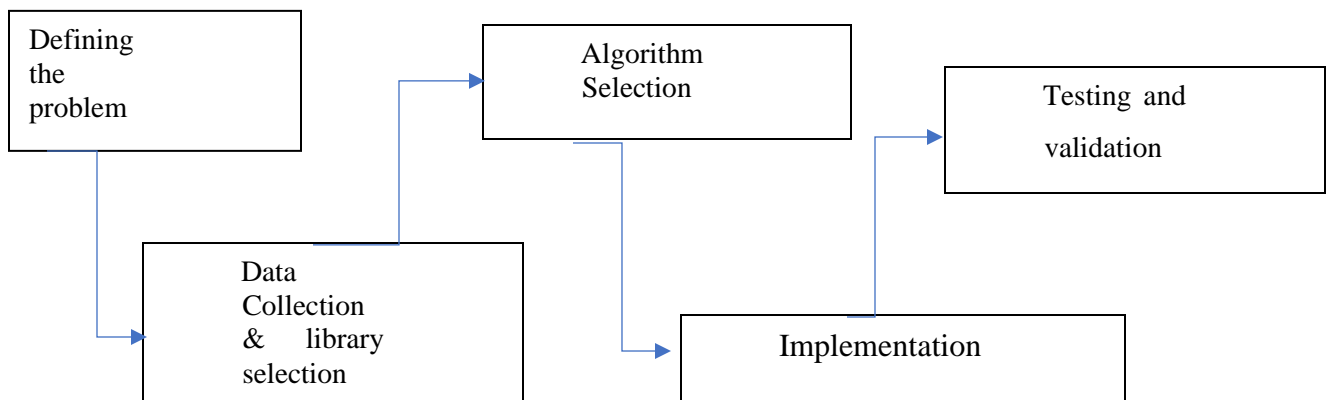 Defining
the
problem
Data
Collection
& library
selection
Algorithm
Selection
Implementation
Testing and
validation